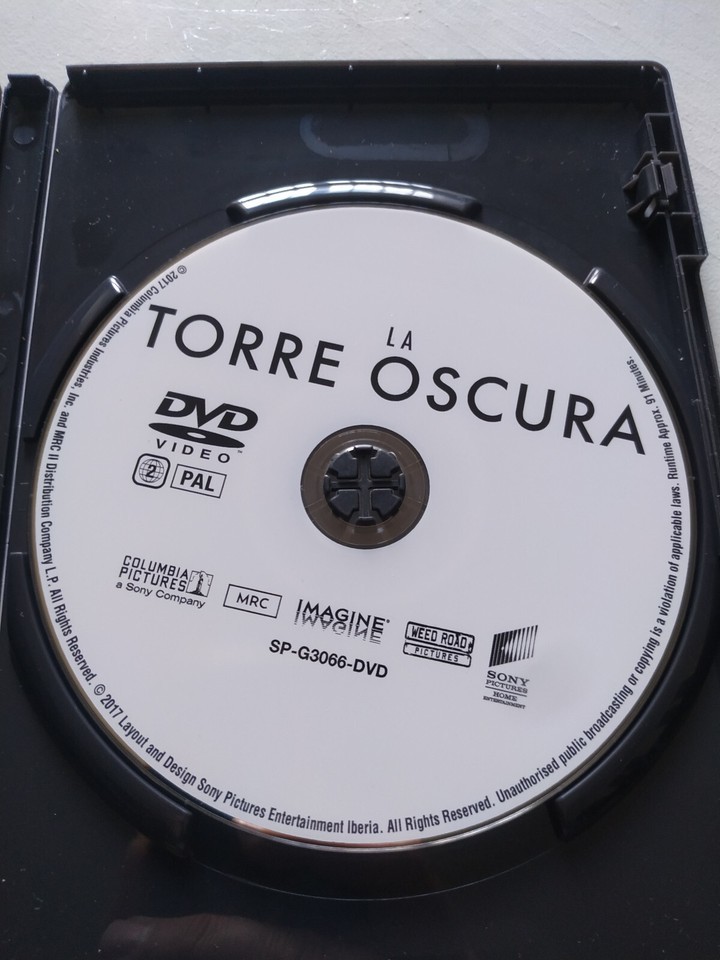 LA
TORRE OSCURA
DVD
VIDEO™
2
PAL
COLUMBIA
PICTURES
a Sony Company
MRC
IMAGINE®
WEED ROAD
PICTURES
SONY
PICTURES
HOME
ENTERTAINMENT
SP-G3066-DVD
© 2017 Columbia Pictures Industries, Inc. and MRC II Distribution Company L.P. All Rights Reserved. © 2017 Layout and Design Sony Pictures Entertainment Iberia. All Rights Reserved. Unauthorised public broadcasting or copying is a violation of applicable laws. Runtime Approx. 91 Minutes.